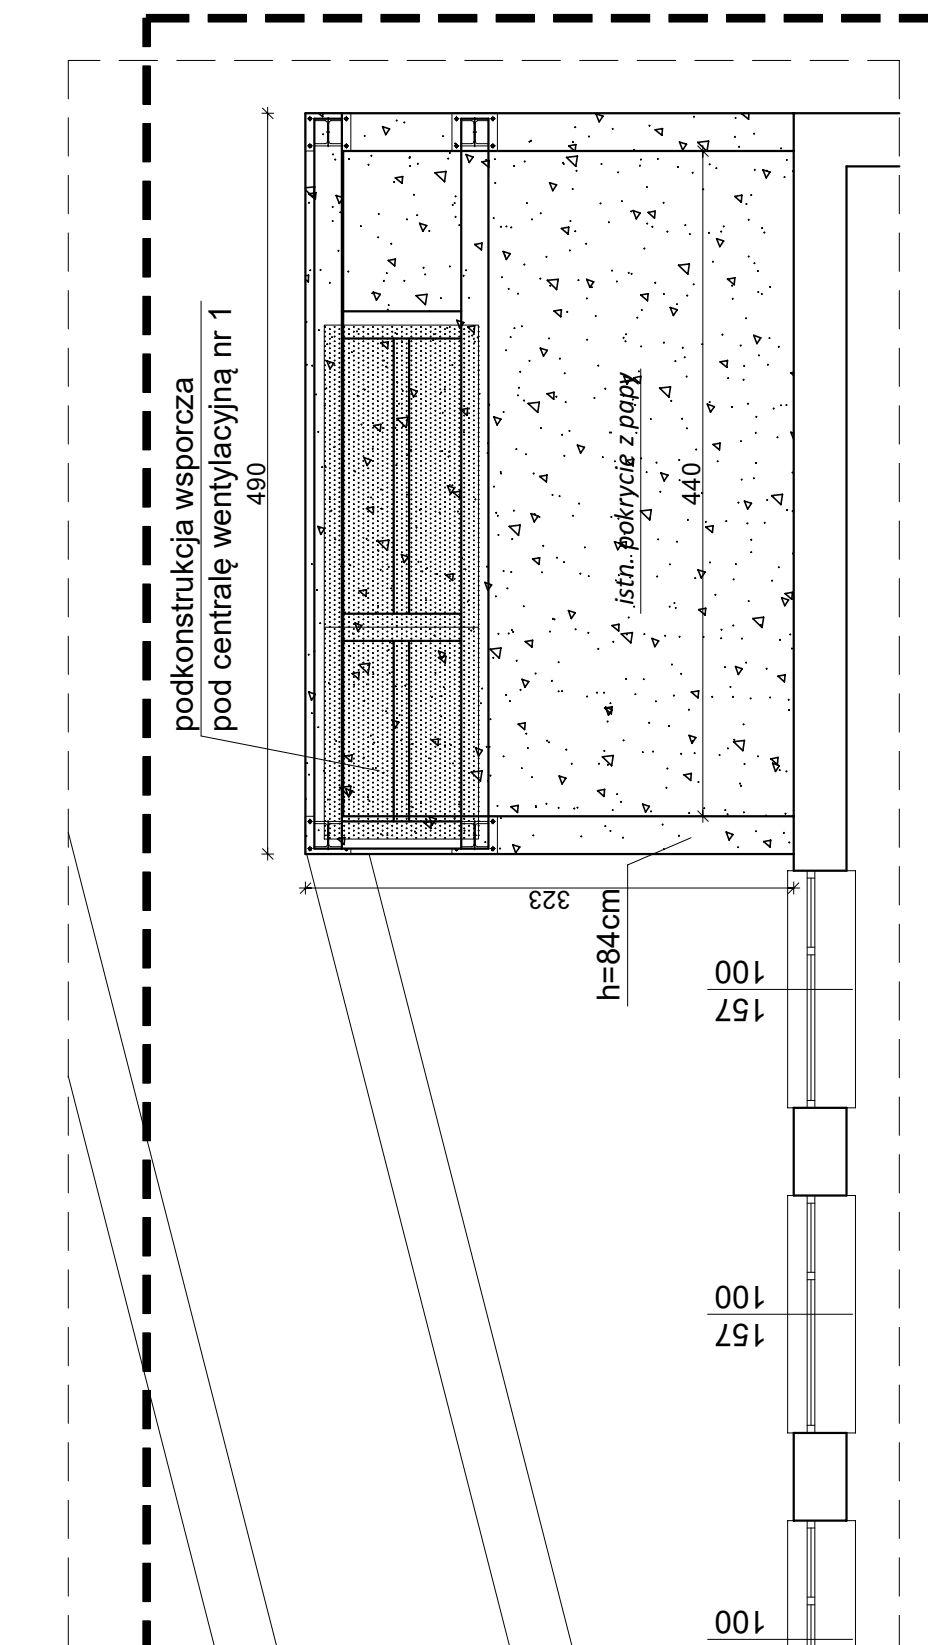 podkonstrukcja wsporcza
pod centralę wentylacyjną nr 1
490
istn. pokrycie z papy
440
323
h=84cm
100
157
100
157
100